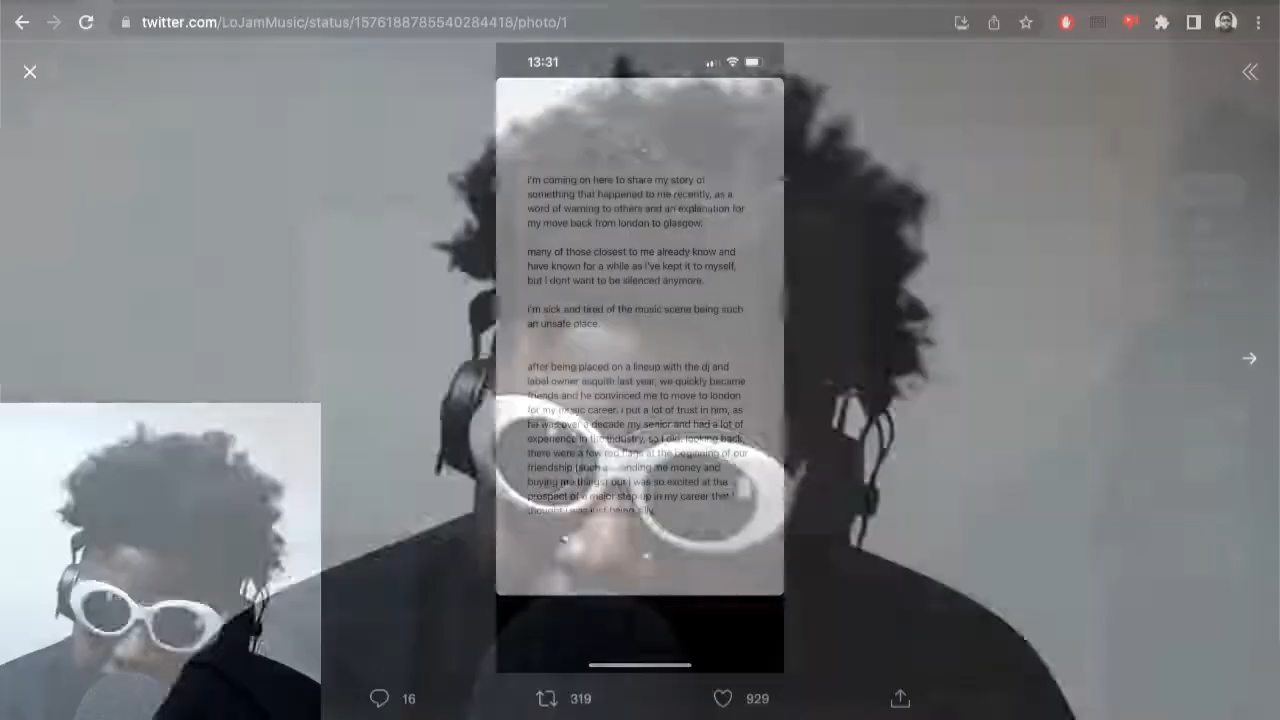 twitter.com/LoJamMusic/status/1576188785540284418/photo/1
13:31
i'm coming on here to share my story of
something that happened to me recently, as a
word of warning to others and an explanation for
my move back from london to glasgow.
many of those closest to me already know and
have known for a while as i've kept it to myself,
but i dont want to be silenced anymore.
i'm sick and tired of the music scene being such
an unsafe place.
after being placed on a lineup with the dj and
label owner asquith last year, we quickly became
friends and he convinced me to move to london
for my music career. i put a lot of trust in him, as
he was over a decade my senior and had a lot of
experience in the industry, so i did. looking back
there were a few red flags at the beginning of our
friendship (such a nding me money and
buying me things) but i was so excited at the
prospect of a major step up in my career that i
thought i was just being silly.
16
319
929